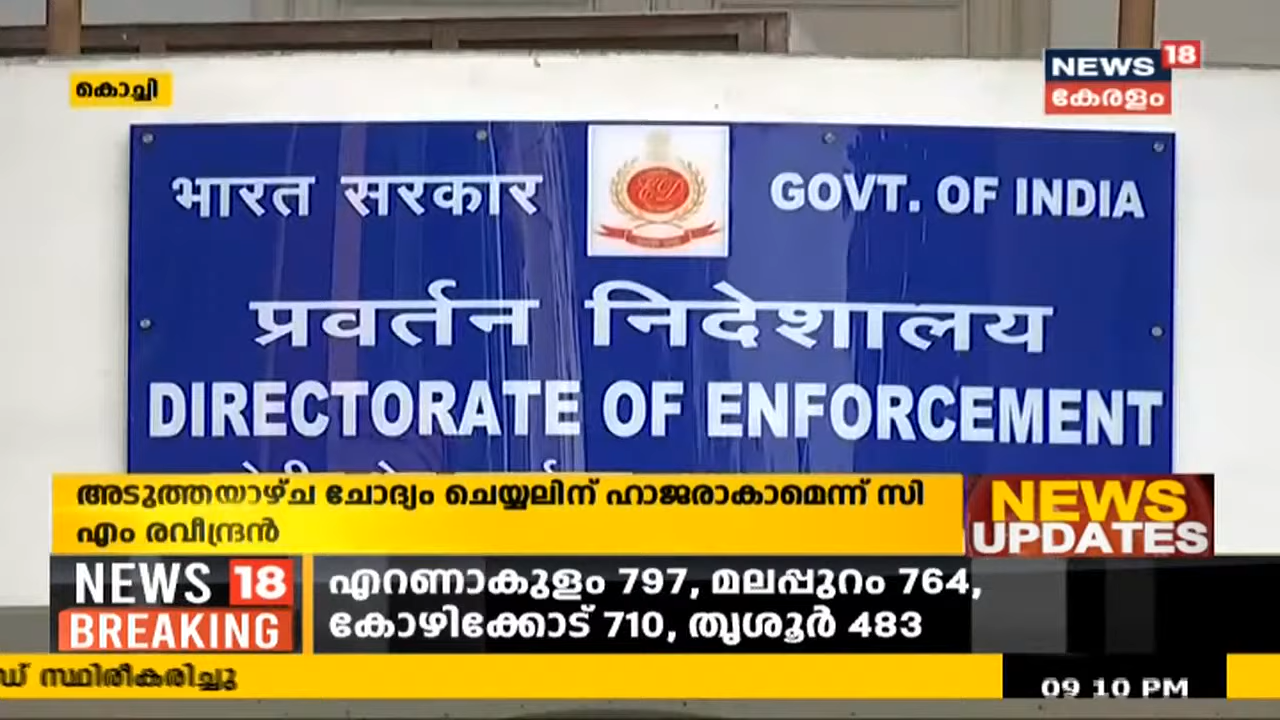 കൊച്ചി
NEWS 18
കേരളം
भारत सरकार
GOVT. OF INDIA
प्रवर्तन निदेशालय
DIRECTORATE OF ENFORCEMENT
അടുത്തയാഴ്ച ചോദ്യം ചെയ്യലിന് ഹാജരാകാമെന്ന് സി
എം രവീന്ദ്രൻ
NEWS
UPDATES
NEWS 18
BREAKING
എറണാകുളം 797, മലപ്പുറം 764,
കോഴിക്കോട് 710, തൃശൂർ 483
സ്ഥിരീകരിച്ചു
09 10 PM